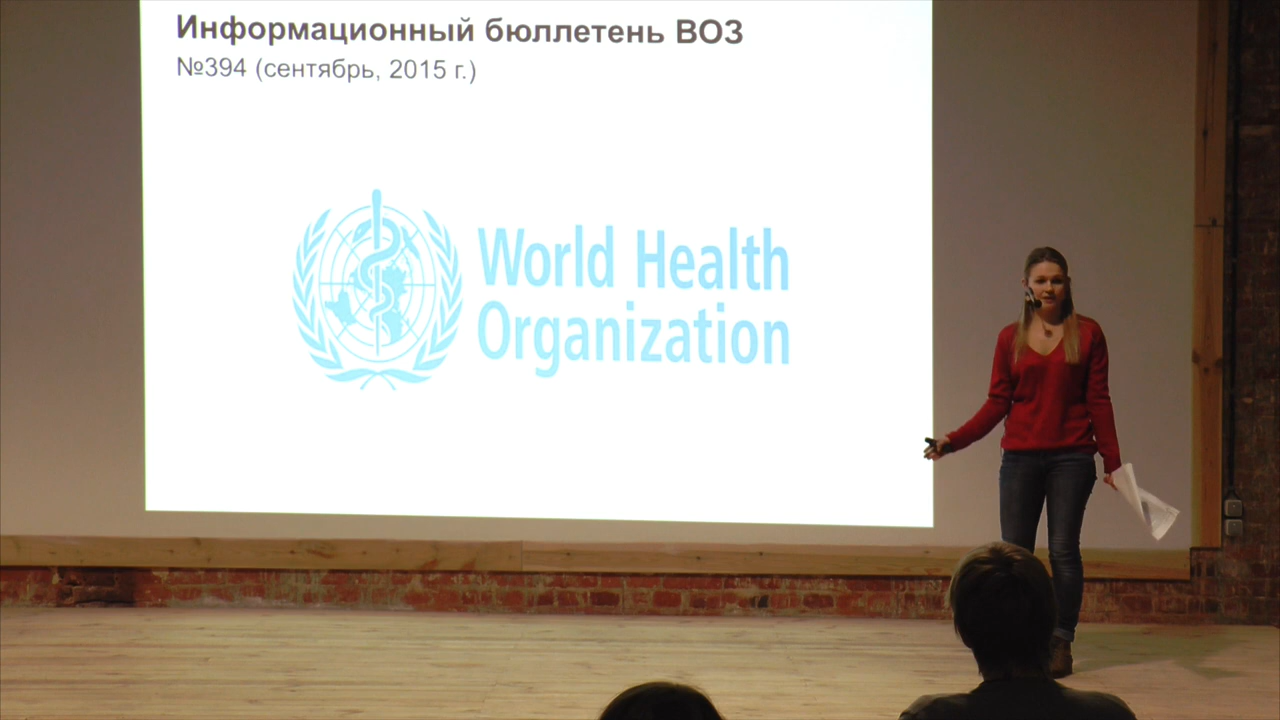 Информационный бюллетень ВОЗ
№394 (сентябрь, 2015 г.)
World Health
Organization